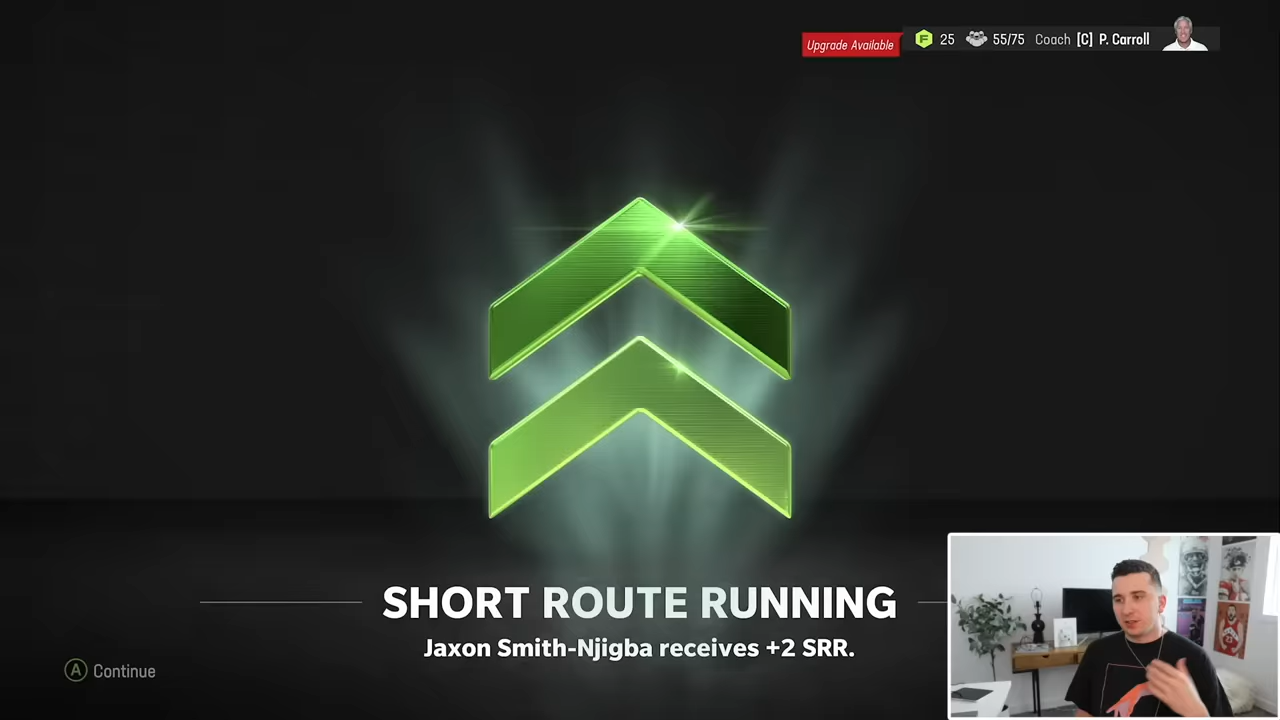 Upgrade Available 25 55/75 Coach [C] P. Carroll
SHORT ROUTE RUNNING
Jaxon Smith-Njigba receives +2 SRR.
A Continue